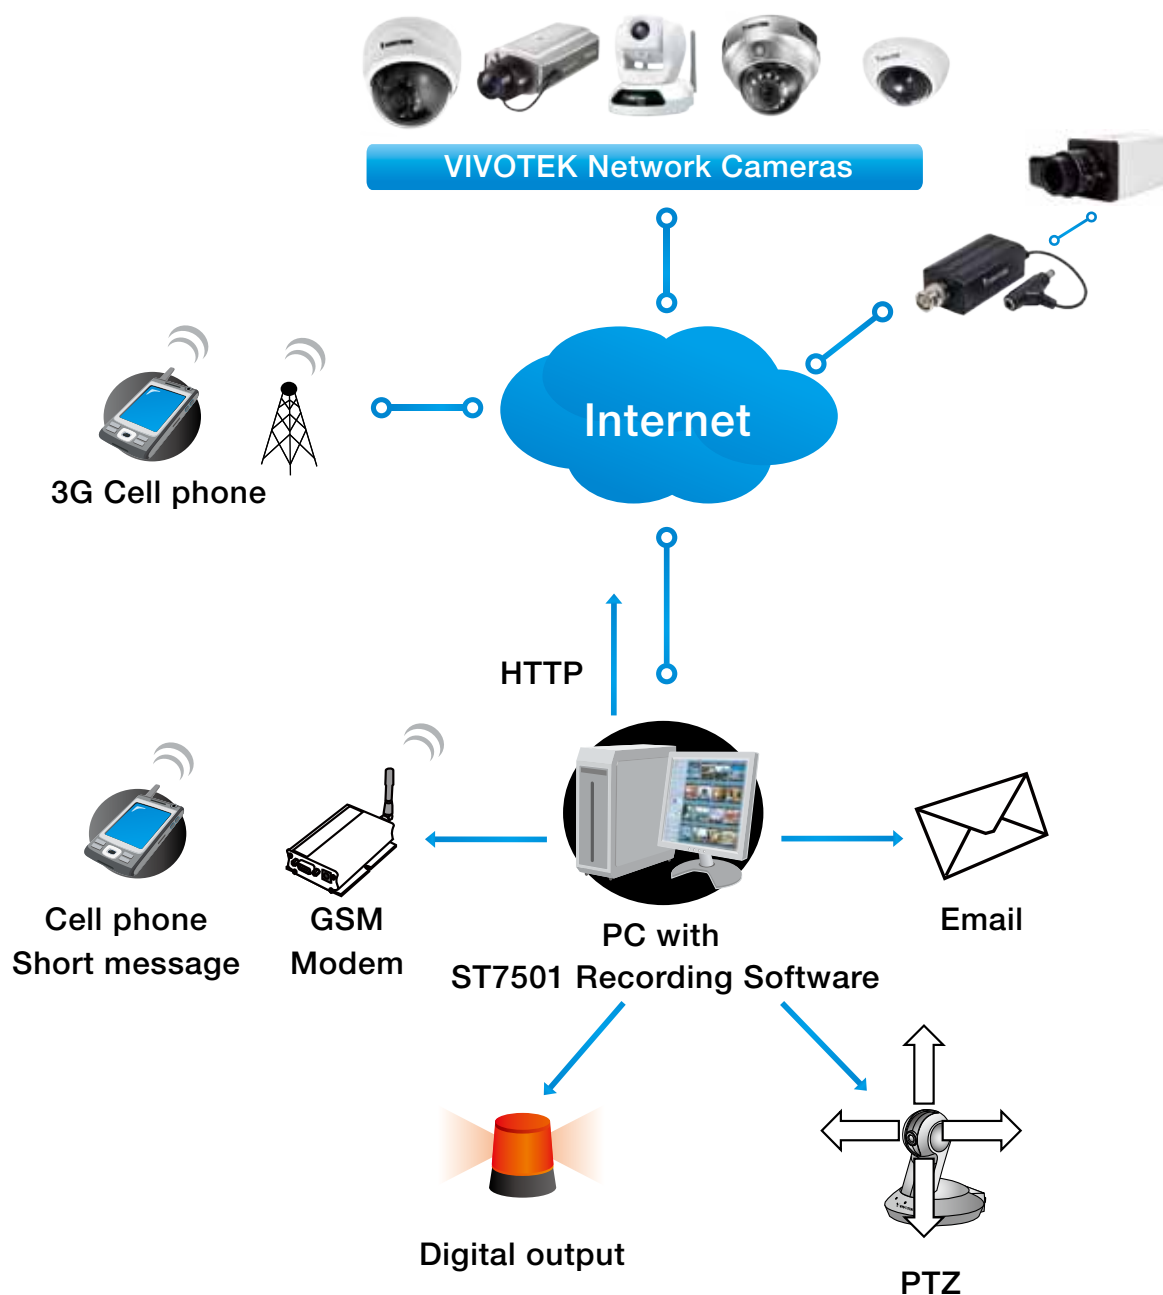 VIVOTEK Network Cameras
Internet
3G Cell phone
HTTP
Cell phone
Short message
GSM
Modem
PC with
ST7501 Recording Software
Email
Digital output
PTZ